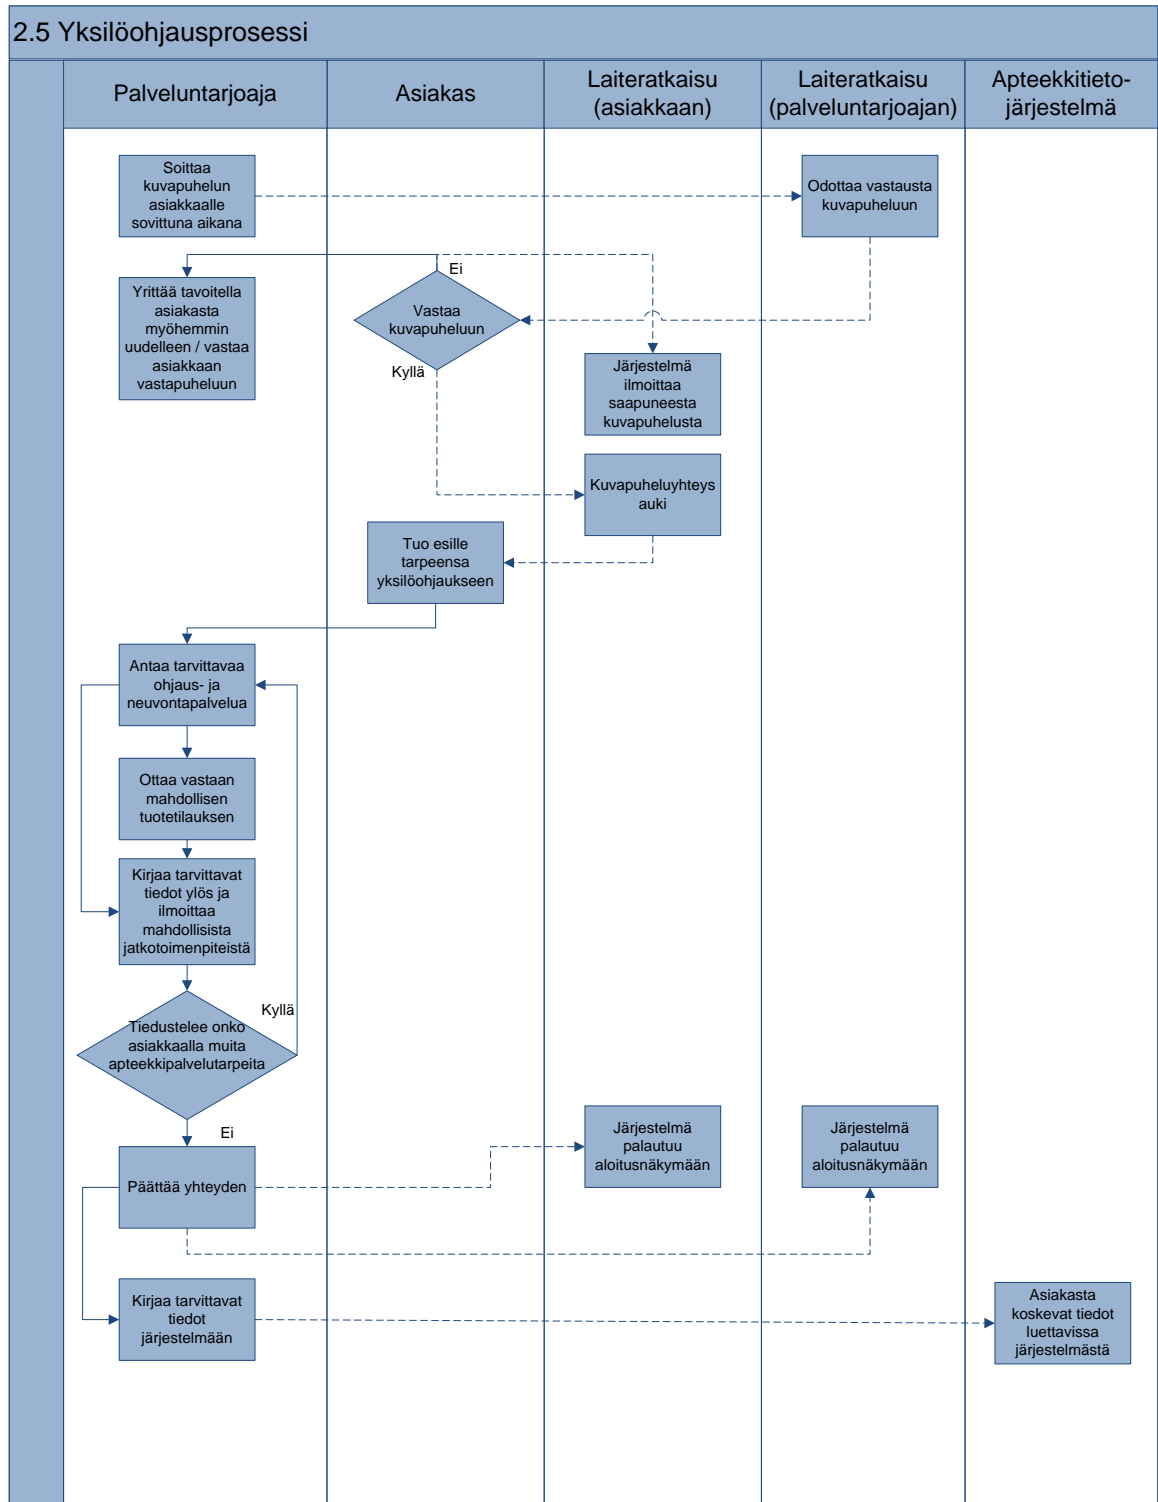 2.5 Yksilöohjausprosessi
Palveluntarjoaja
Asiakas
Laiteratkaisu
(asiakkaan)
Laiteratkaisu
(palveluntarjoajan)
Apteekkitieto-
järjestelmä
Soittaa
kuvapuhelun
asiakkaalle
sovittuna aikana
Odottaa vastausta
kuvapuheluun
Ei
Yrittää tavoitella
asiakasta
myöhemmin
uudelleen / vastaa
asiakkaan
vastapuheluun
Vastaa
kuvapuheluun
Kyllä
Järjestelmä
ilmoittaa
saapuneesta
kuvapuhelusta
Kuvapuheluyhteys
auki
Tuo esille
tarpeensa
yksilöohjaukseen
Antaa tarvittavaa
ohjaus- ja
neuvontapalvelua
Ottaa vastaan
mahdollisen
tuotetilauksen
Kirjaa tarvittavat
tiedot ylös ja
ilmoittaa
mahdollisista
jatkotoimenpiteistä
Kyllä
Tiedustelee onko
asiakkaalla muita
apteekkipalvelutarpeita
Ei
Järjestelmä
palautuu
aloitusnäkymään
Järjestelmä
palautuu
aloitusnäkymään
Päättää yhteyden
Kirjaa tarvittavat
tiedot
järjestelmään
Asiakasta
koskevat tiedot
luettavissa
järjestelmästä